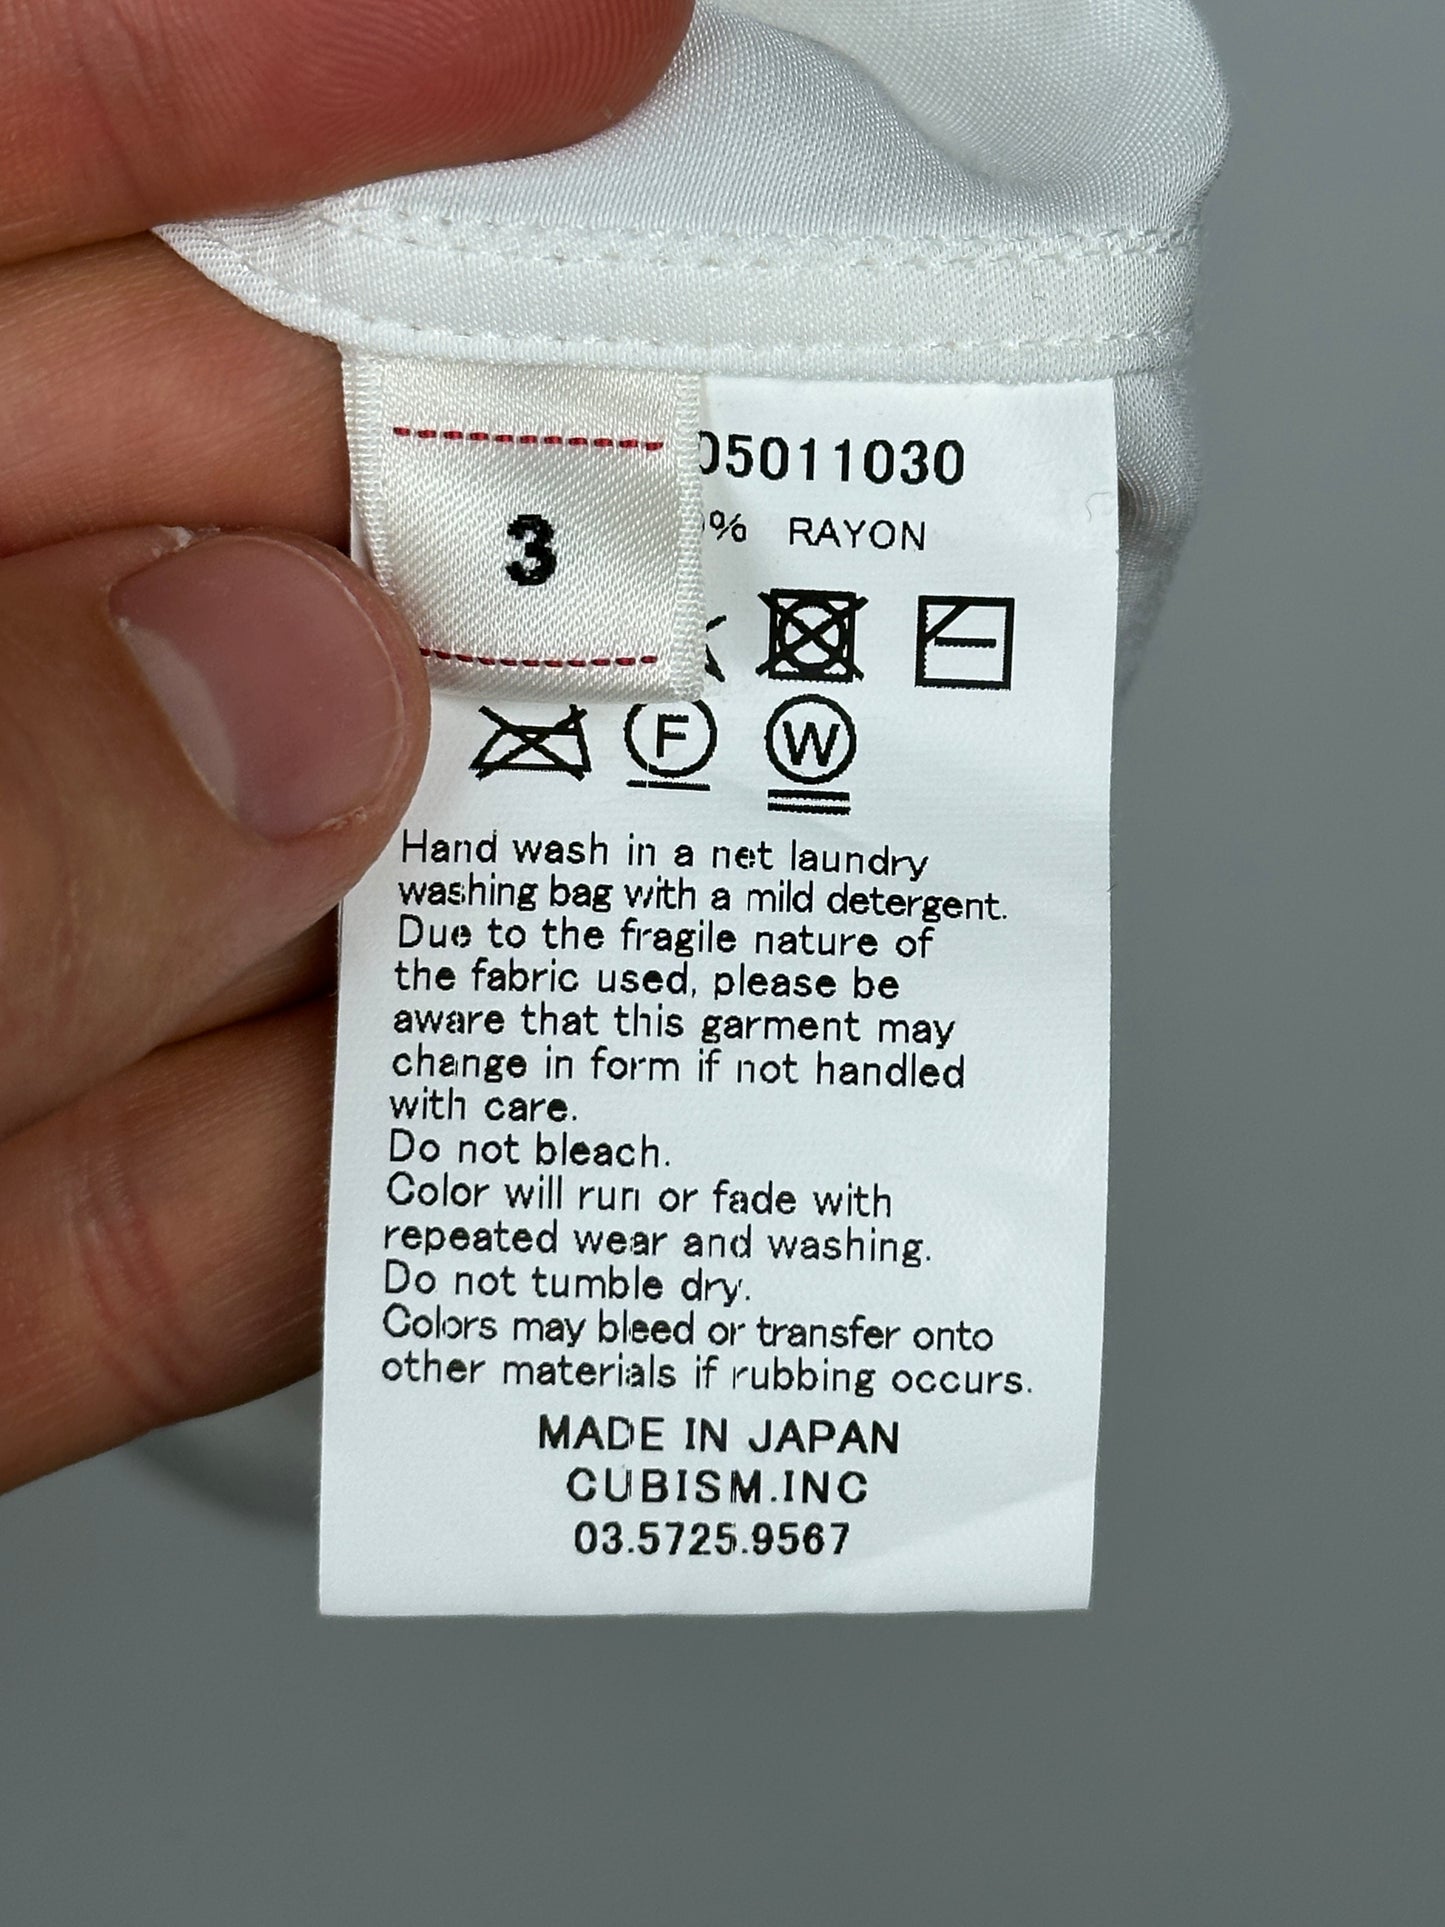 3
05011030
% RAYON
F
W
Hand wash in a net laundry
washing bag with a mild detergent.
Due to the fragile nature of
the fabric used, please be
aware that this garment may
change in form if not handled
with care.
Do not bleach.
Color will run or fade with
repeated wear and washing.
Do not tumble dry.
Colors may bleed or transfer onto
other materials if rubbing occurs.
MADE IN JAPAN
CUBISM.INC
03.5725.9567